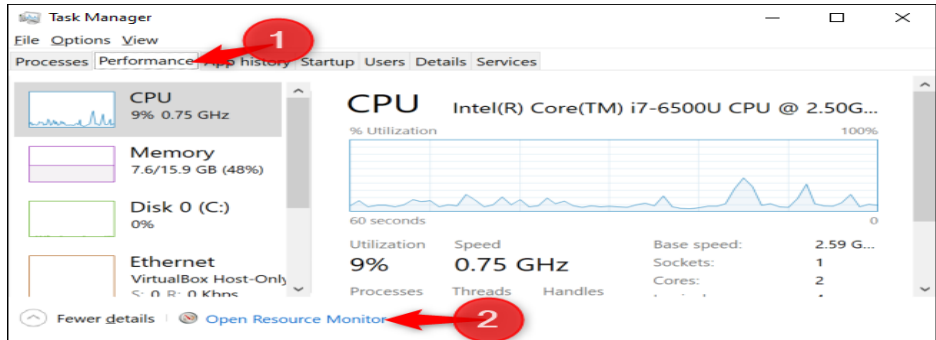 Task Manager
File Options View
1
Processes Performance App history Startup Users Details Services
CPU
9% 0.75 GHz
Memory
7.6/15.9 GB (48%)
Disk 0 (C:)
0%
Ethernet
VirtualBox Host-Only
S: 0 R: 0 Kbps
CPU Intel(R) Core(TM) i7-6500U CPU @ 2.50G...
% Utilization 100%
60 seconds 0
Utilization Speed Base speed: 2.59 G...
9% 0.75 GHz Sockets: 1
Cores: 2
Processes Threads Handles
Fewer details Open Resource Monitor
2